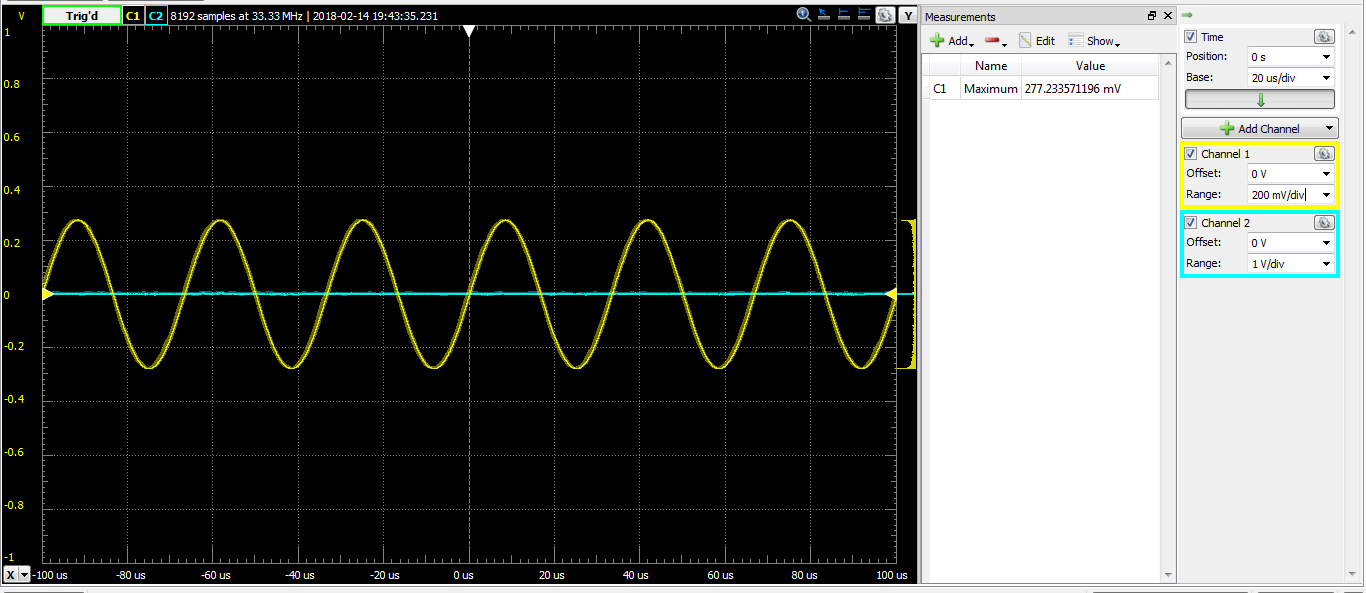 V Trig'd C1 C2 8192 samples at 33.33 MHz | 2018-02-14 19:43:35.231 Y
1
0.8
0.6
0.4
0.2
0
-0.2
-0.4
-0.6
-0.8
-1
X -100 us -80 us -60 us -40 us -20 us 0 us 20 us 40 us 60 us 80 us 100 us
Measurements
Add Edit Show
Name Value
C1 Maximum 277.233571196 mV
Time
Position: 0 s
Base: 20 us/div
Add Channel
Channel 1
Offset: 0 V
Range: 200 mV/div
Channel 2
Offset: 0 V
Range: 1 V/div